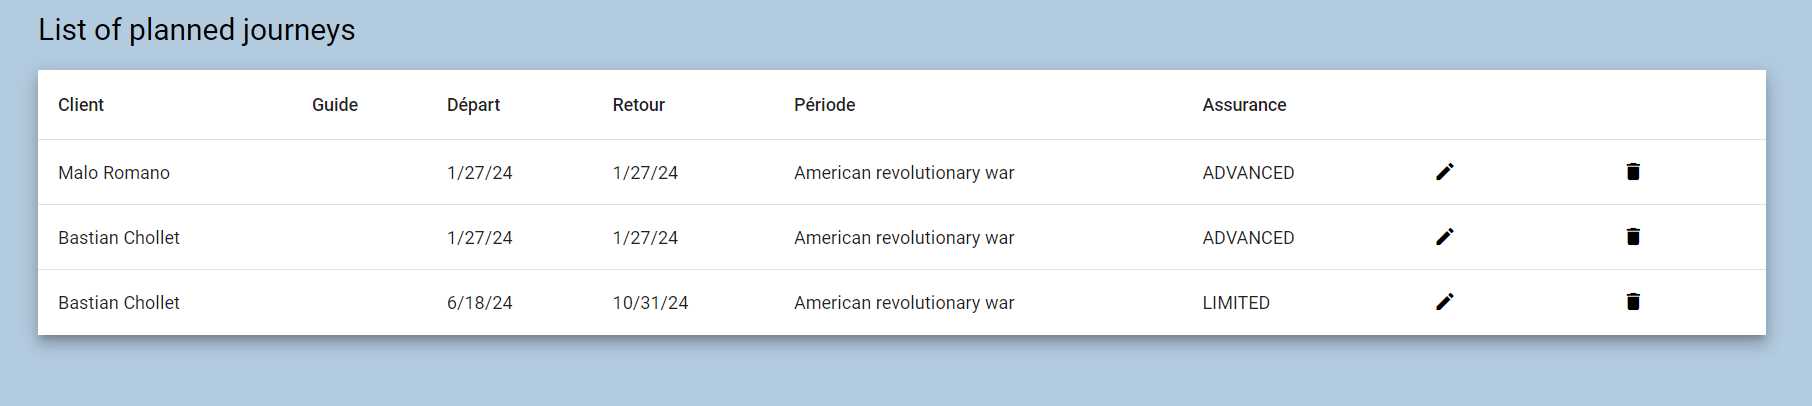 List of planned journeys
Client Guide Départ Retour Période Assurance
Malo Romano 1/27/24 1/27/24 American revolutionary war ADVANCED
Bastian Chollet 1/27/24 1/27/24 American revolutionary war ADVANCED
Bastian Chollet 6/18/24 10/31/24 American revolutionary war LIMITED